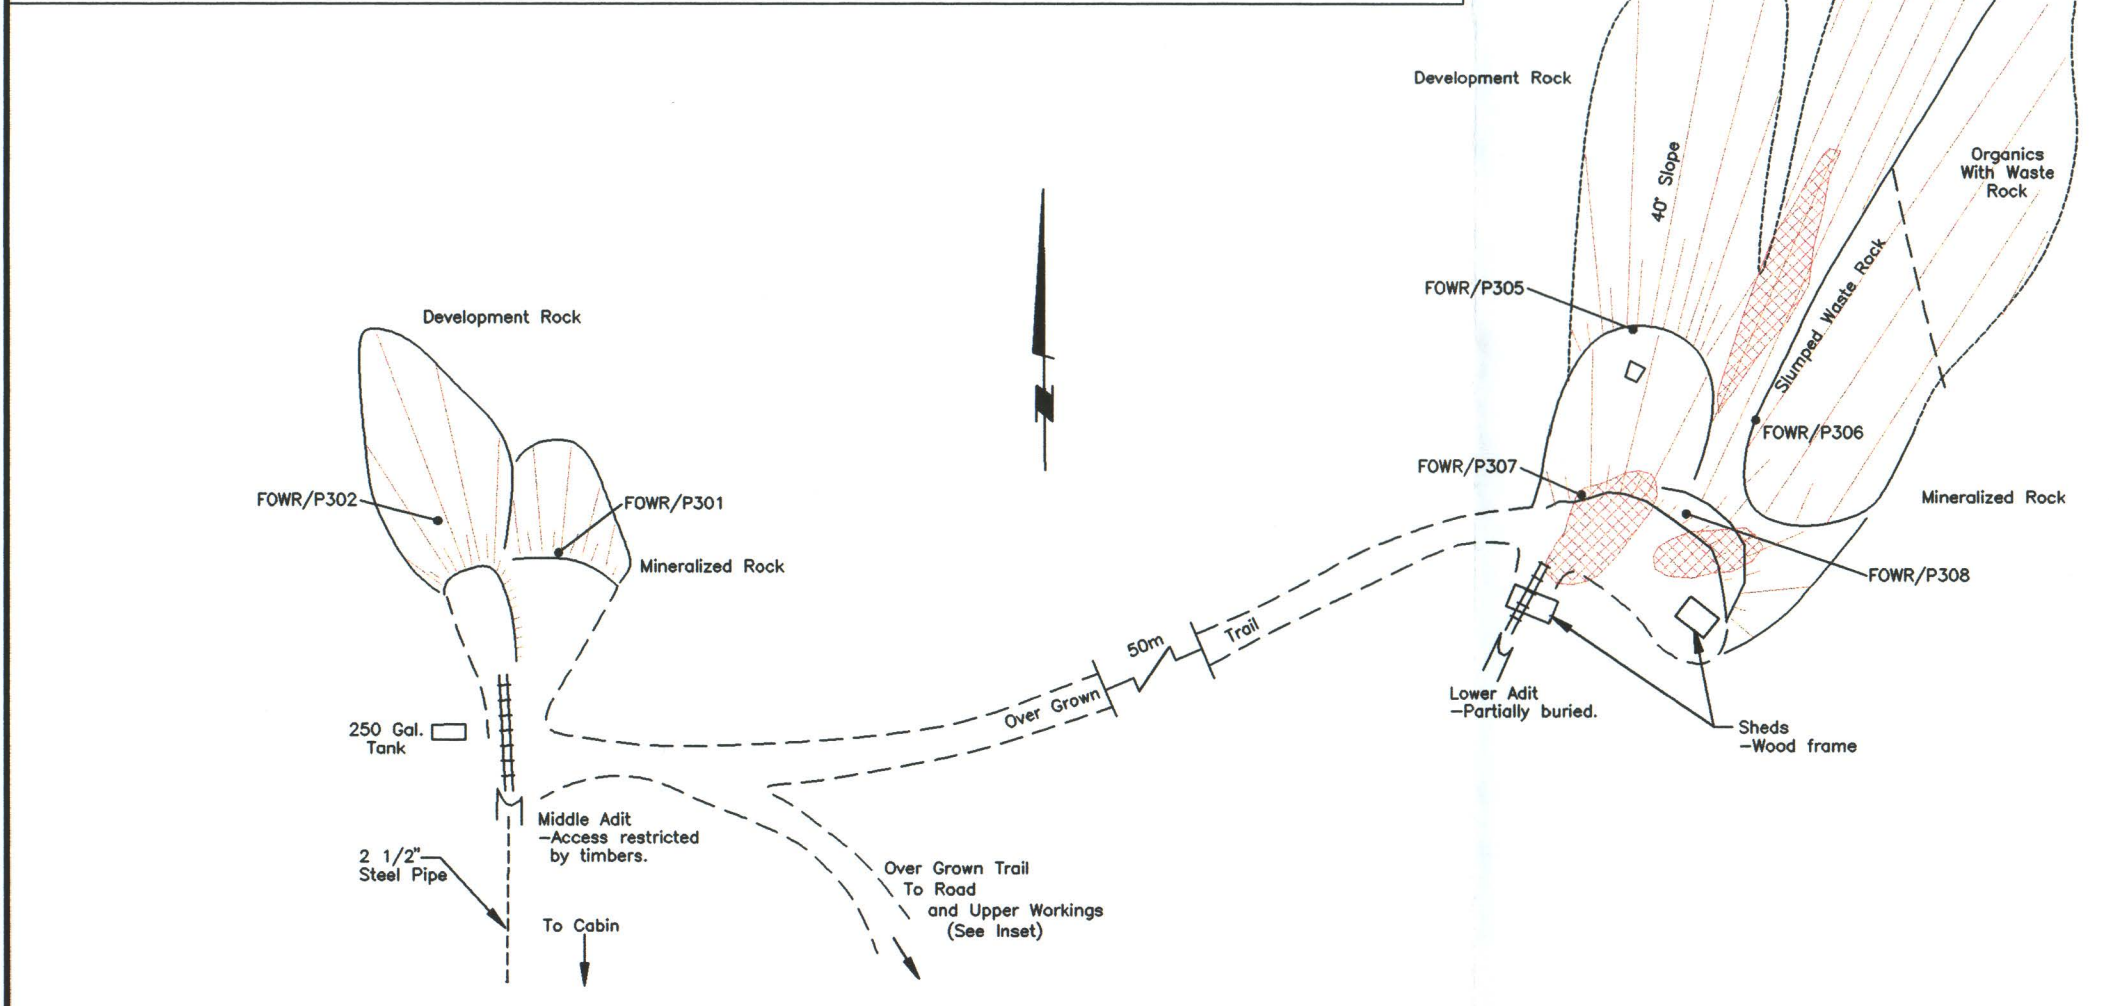 Development Rock
40° Slope
Organics
With Waste
Rock
Slumped Waste Rock
FOWR/P305
Development Rock
FOWR/P306
FOWR/P307
Mineralized Rock
FOWR/P302
FOWR/P301
Mineralized Rock
FOWR/P308
N
50m
Trail
Over Grown
Lower Adit
-Partially buried.
Sheds
-Wood frame
250 Gal.
Tank
Middle Adit
-Access restricted
by timbers.
2 1/2"
Steel Pipe
Over Grown Trail
To Road
and Upper Workings
(See Inset)
To Cabin